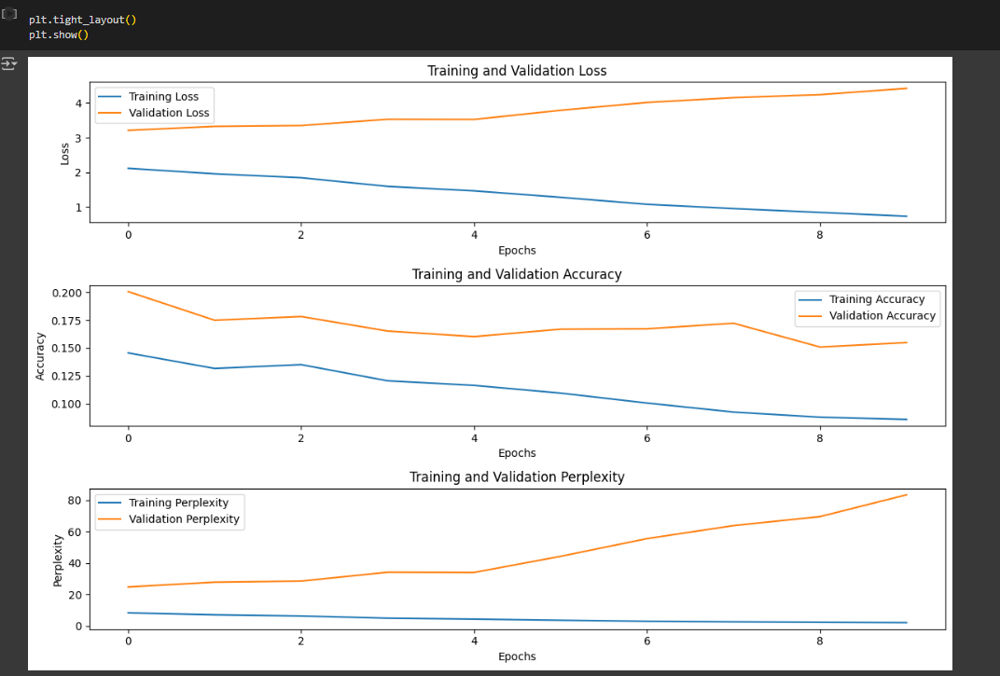 plt.tight_layout()
plt.show()
Training and Validation Loss
Training Loss
Validation Loss
4
3
2
1
Loss
0 2 4 6 8
Epochs
Training and Validation Accuracy
Training Accuracy
Validation Accuracy
0.200
0.175
0.150
0.125
0.100
Accuracy
0 2 4 6 8
Epochs
Training and Validation Perplexity
Training Perplexity
Validation Perplexity
80
60
40
20
0
Perplexity
0 2 4 6 8
Epochs